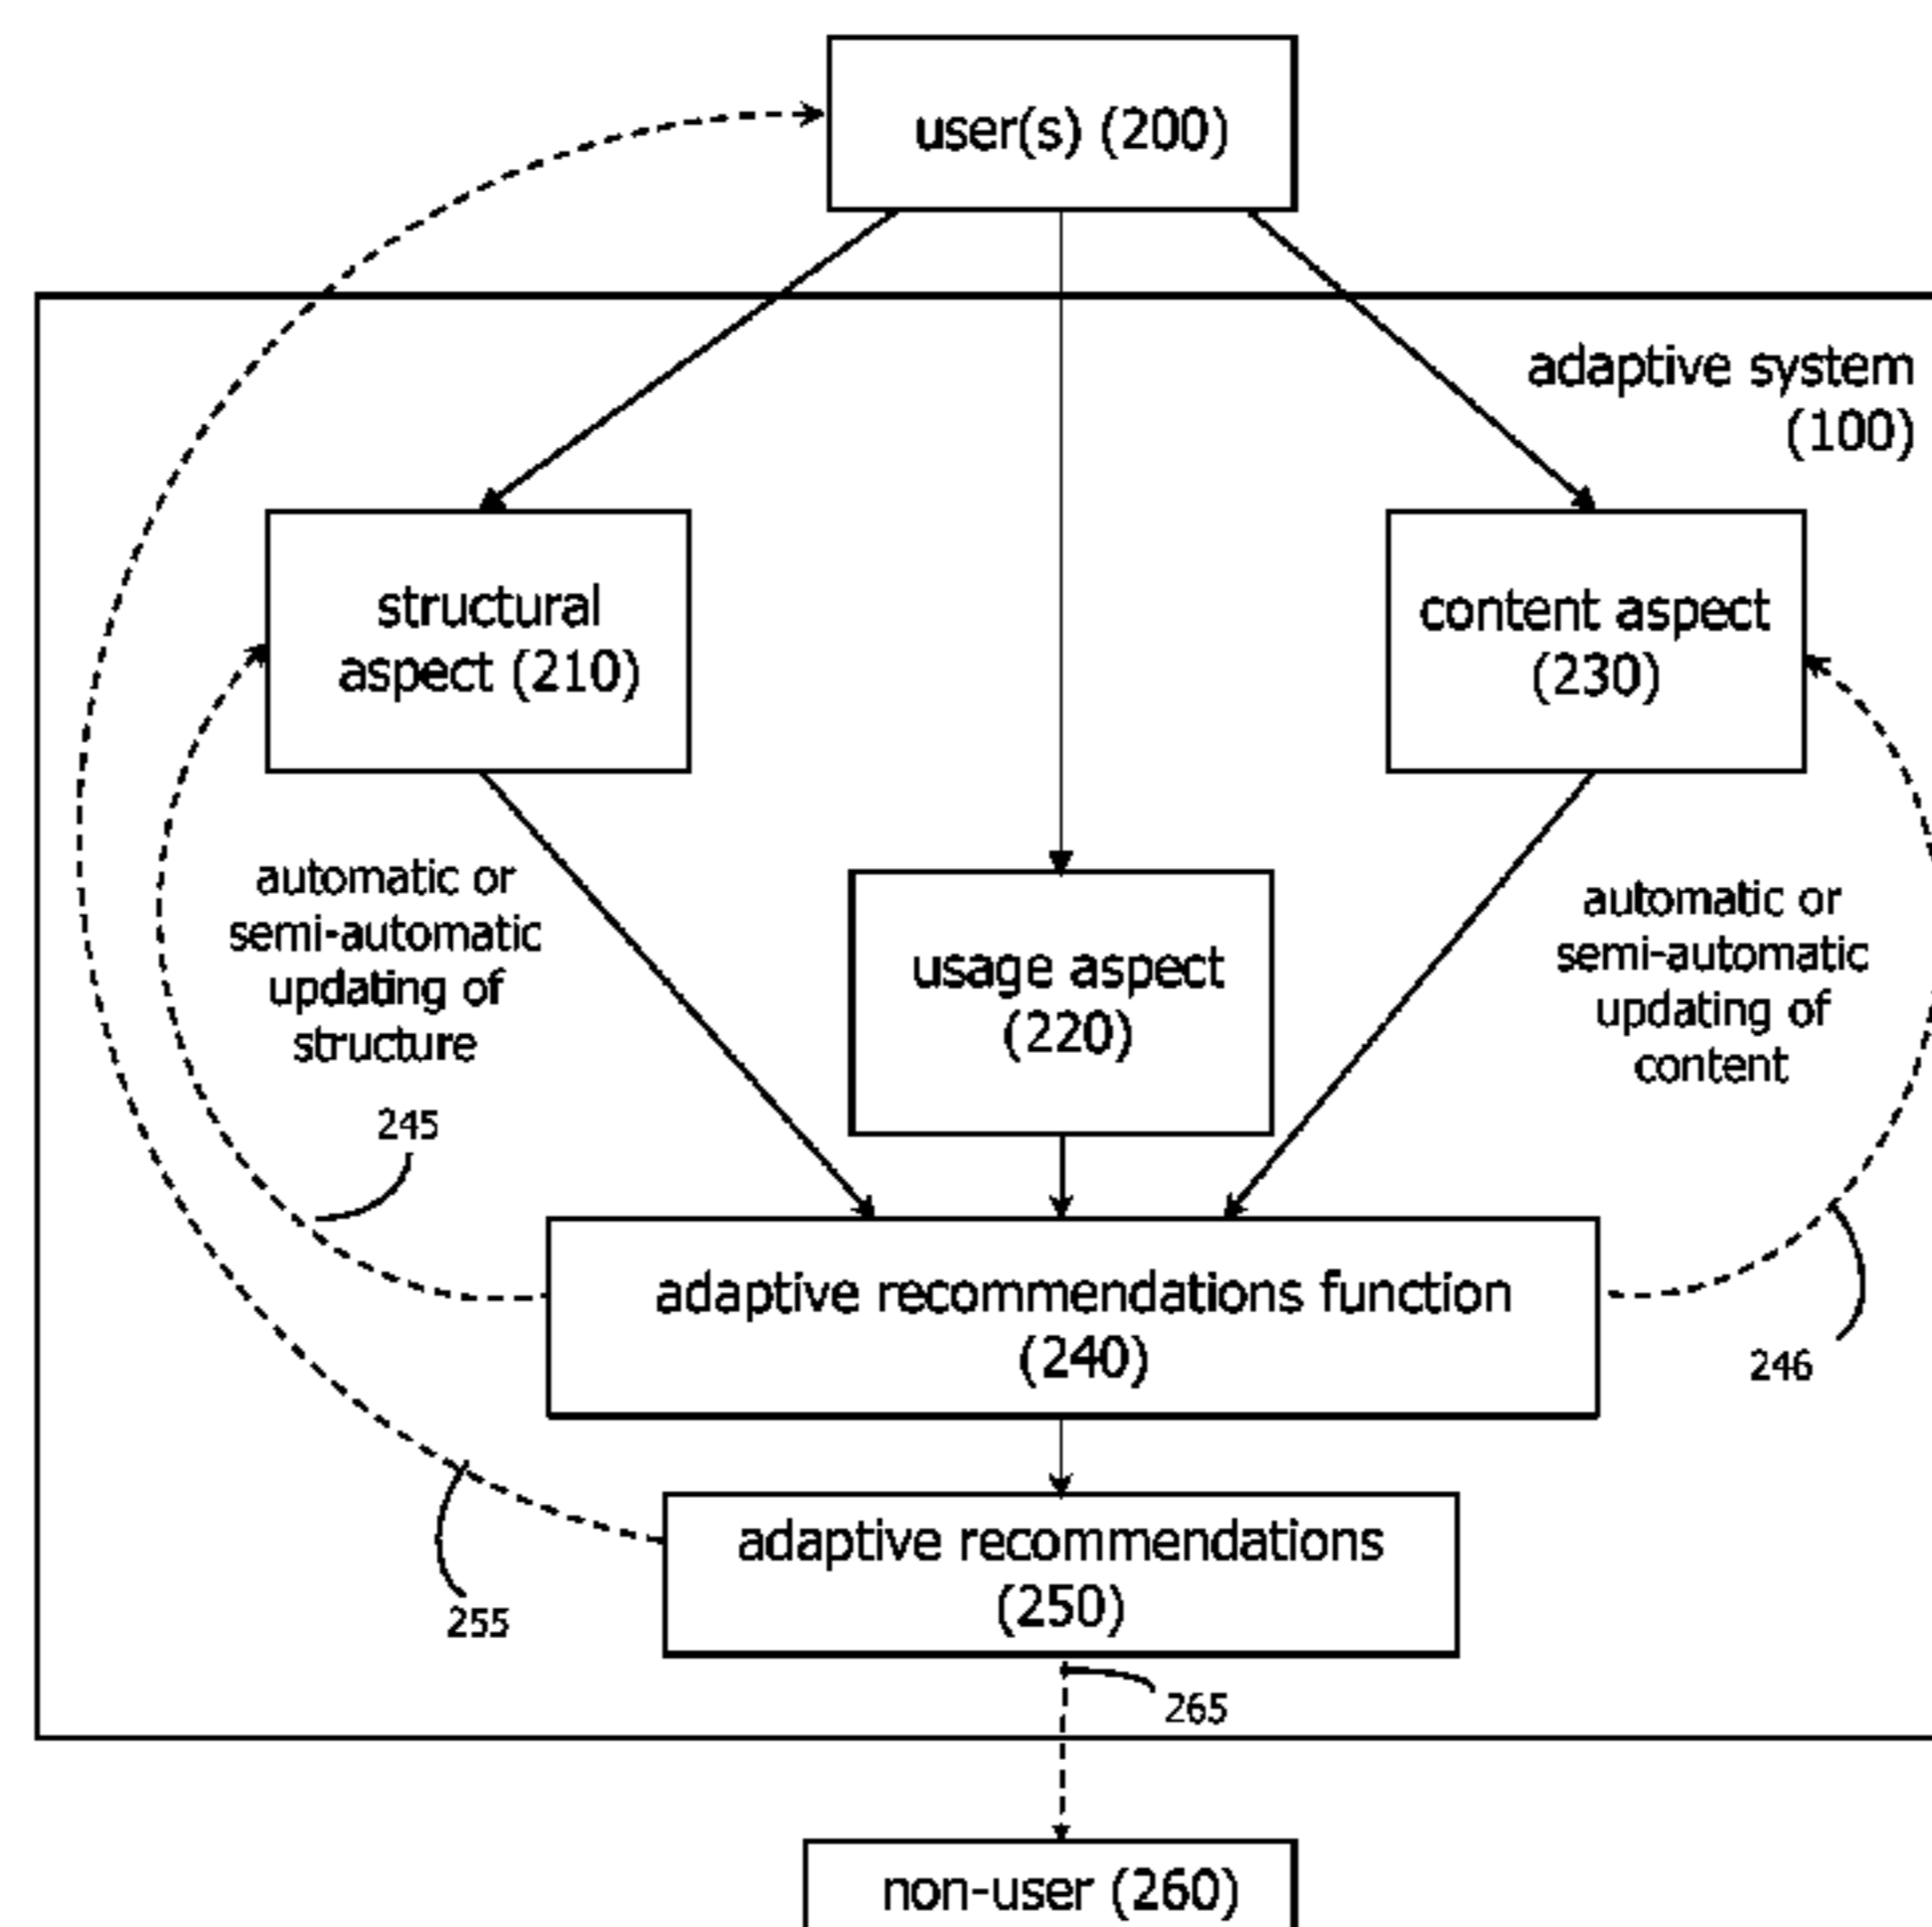 user(s) (200)
adaptive system
(100)
structural
aspect (210)
content aspect
(230)
automatic or
semi-automatic
updating of
structure
usage aspect
(220)
automatic or
semi-automatic
updating of
content
245
adaptive recommendations function
(240)
246
adaptive recommendations
(250)
255
265
non-user (260)